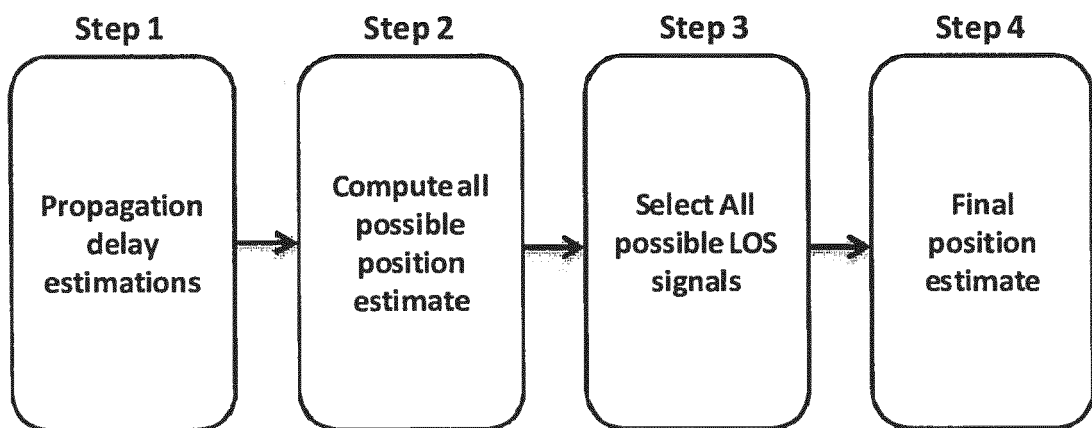 Step 1
Step 2
Step 3
Step 4
Propagation
delay
estimations
Compute all
possible
position
estimate
Select All
possible LOS
signals
Final
position
estimate